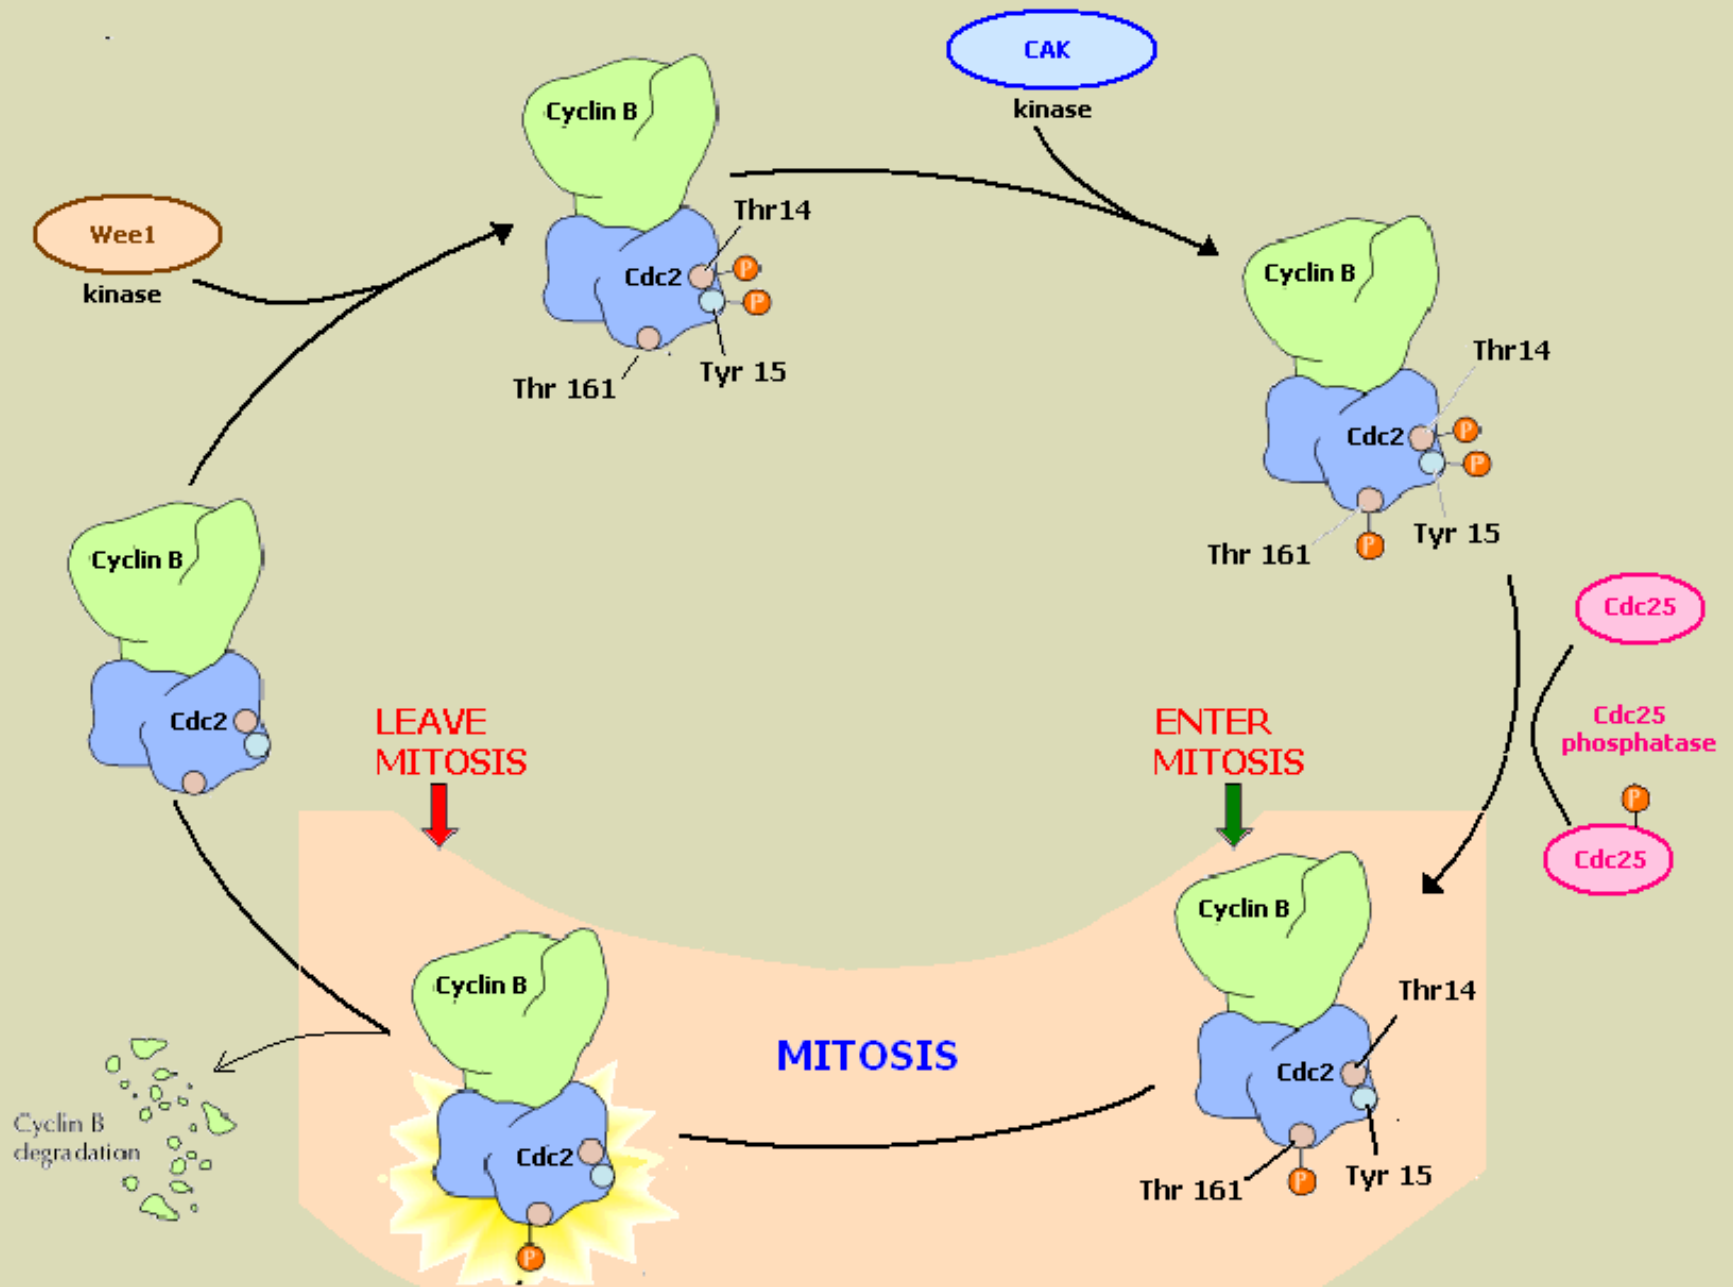 CAK
kinase
Cyclin B
Thr14
Cdc2
P
P
Thr 161
Tyr 15
Wee1
kinase
Cyclin B
Thr14
Cdc2
P
P
P
Thr 161
Tyr 15
Cyclin B
Cdc2
Cdc25
Cdc25
phosphatase
P
Cdc25
LEAVE
MITOSIS
ENTER
MITOSIS
Cyclin B
Thr14
Cdc2
Thr 161
P
Tyr 15
MITOSIS
Cyclin B
Cdc2
P
Cyclin B
degradation